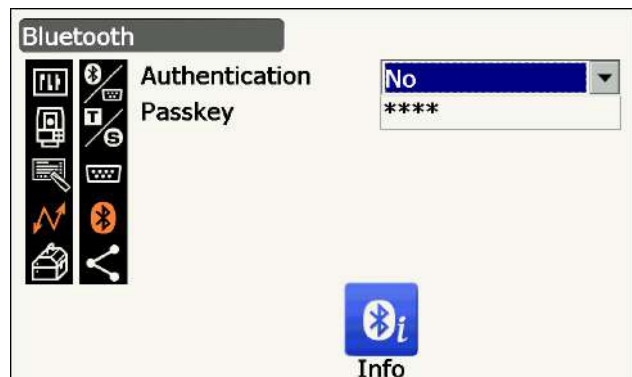 Bluetooth
Authentication No
Passkey ****
T
S
i
Info